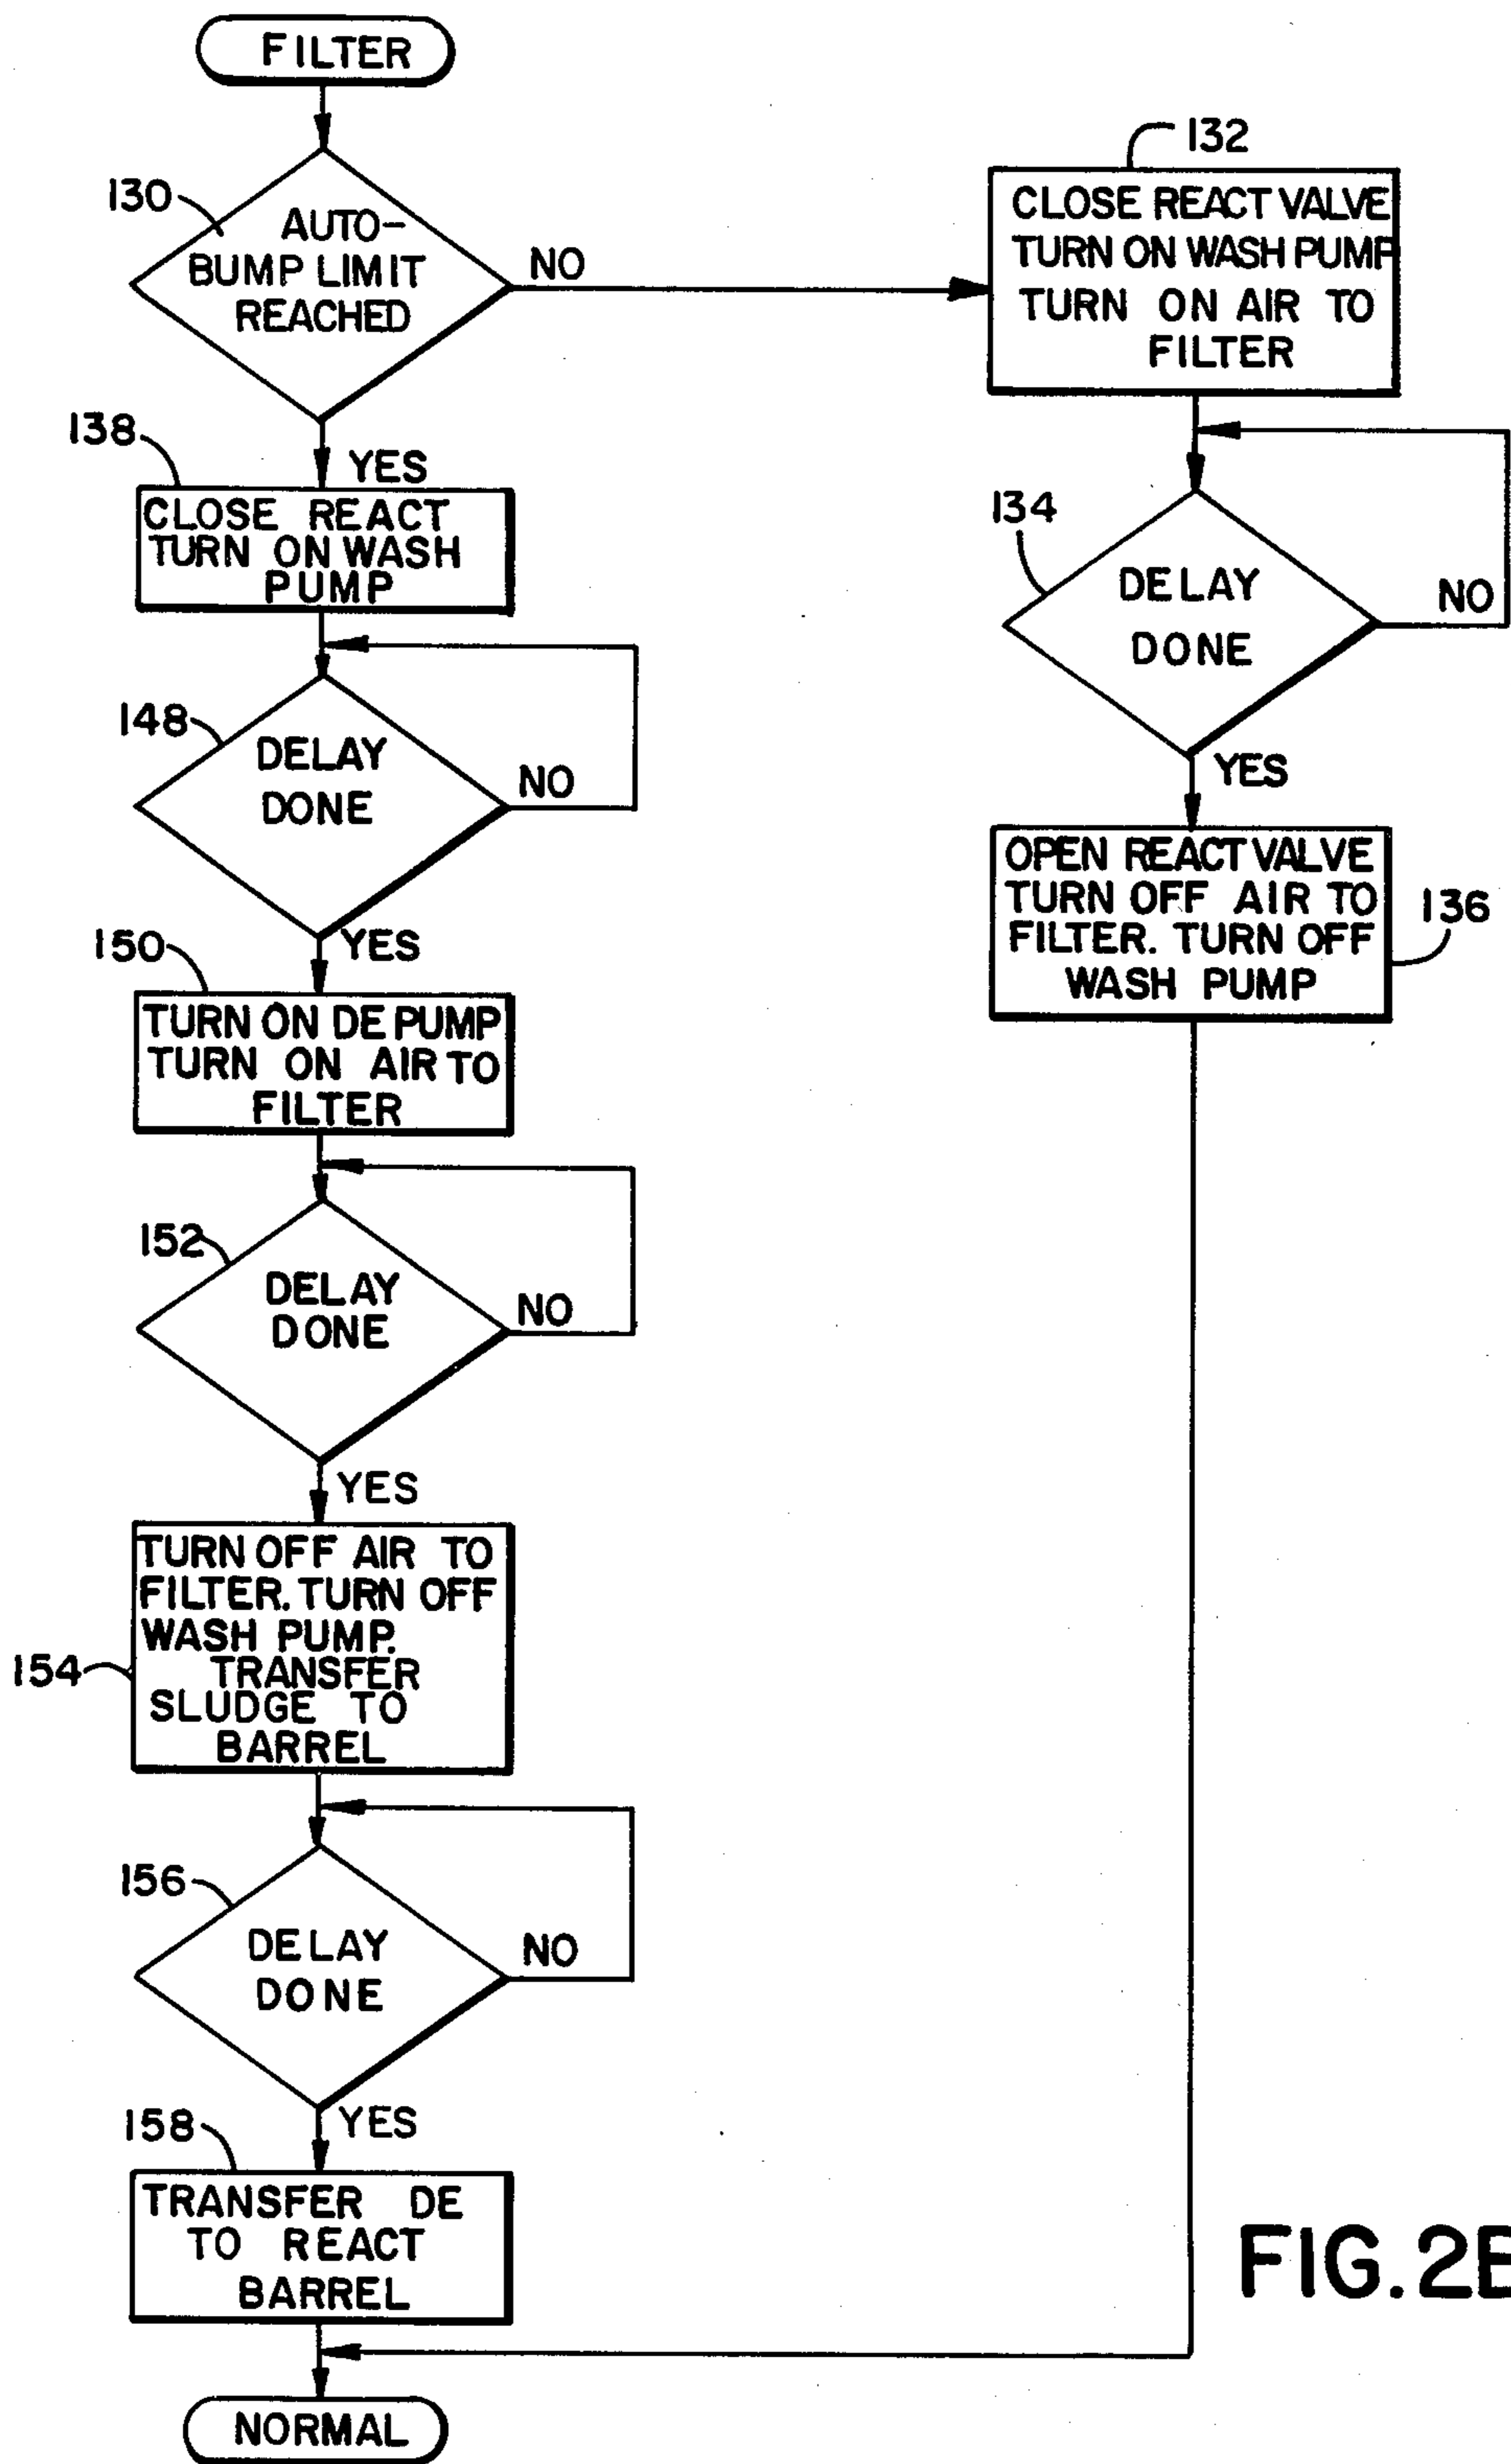 FILTER
130
AUTO-
BUMP LIMIT
REACHED
NO
YES
132
CLOSE REACT VALVE
TURN ON WASH PUMP
TURN ON AIR TO
FILTER
134
DELAY
DONE
NO
YES
OPEN REACT VALVE
TURN OFF AIR TO
FILTER. TURN OFF
WASH PUMP
136
138
CLOSE REACT
TURN ON WASH
PUMP
148
DELAY
DONE
NO
YES
150
TURN ON DE PUMP
TURN ON AIR TO
FILTER
152
DELAY
DONE
NO
YES
154
TURN OFF AIR TO
FILTER. TURN OFF
WASH PUMP.
TRANSFER
SLUDGE TO
BARREL
156
DELAY
DONE
NO
YES
158
TRANSFER DE
TO REACT
BARREL
NORMAL
FIG. 2B